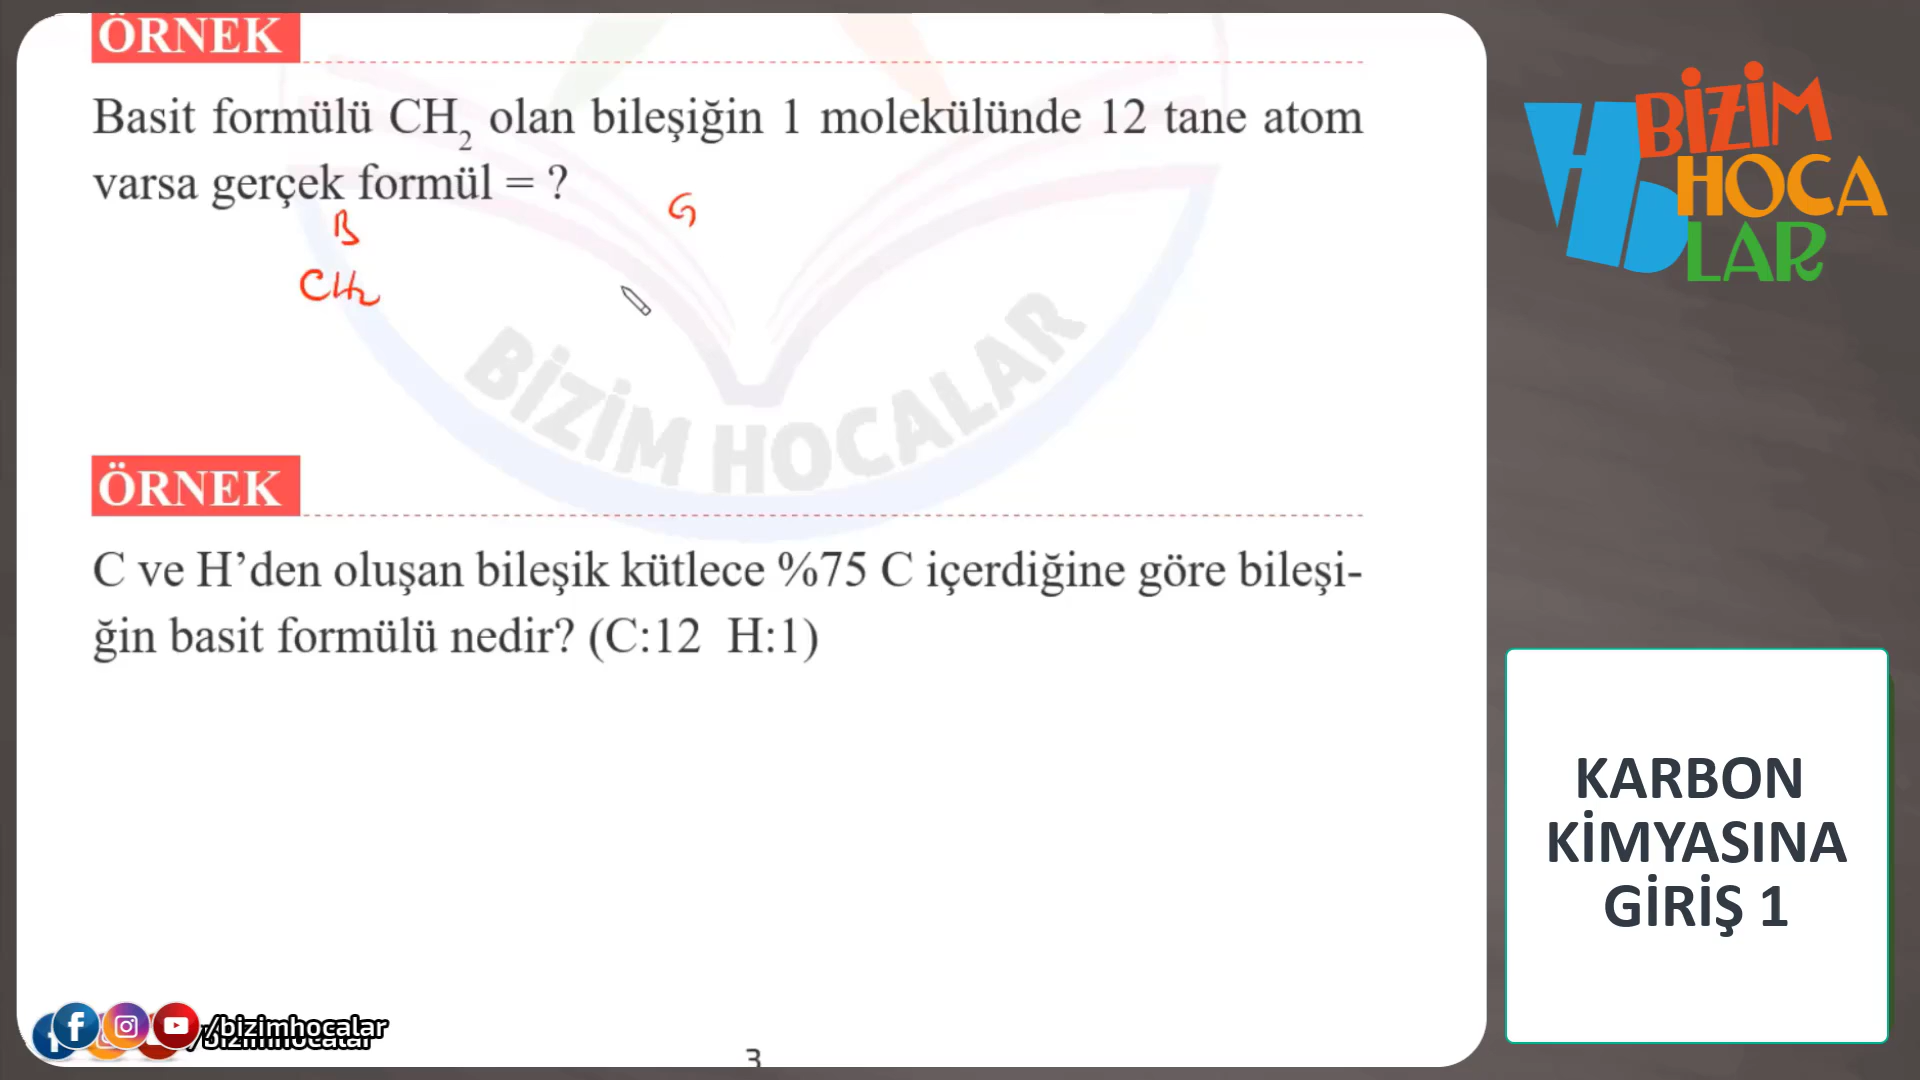 ÖRNEK
Basit formülü CH₂ olan bileşiğin 1 molekülünde 12 tane atom
varsa gerçek formül = ?
B
G
CH₂
BİZİM HOCALAR
ÖRNEK
C ve H’den oluşan bileşik kütlece %75 C içerdiğine göre bileşi-
ğin basit formülü nedir? (C:12 H:1)
/bizimhocalar
/bizimhocalar
3
BİZİM
HOCA
LAR
KARBON
KİMYASINA
GİRİŞ 1